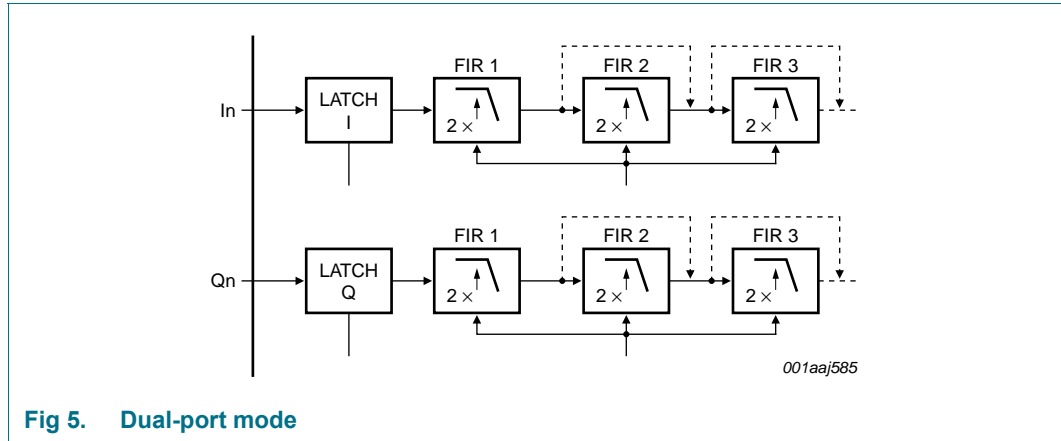 FIR 1 FIR 2 FIR 3
In LATCH
I
2 × 2 × 2 ×
FIR 1 FIR 2 FIR 3
Qn LATCH
Q
2 × 2 × 2 ×
001aaj585
Fig 5. Dual-port mode